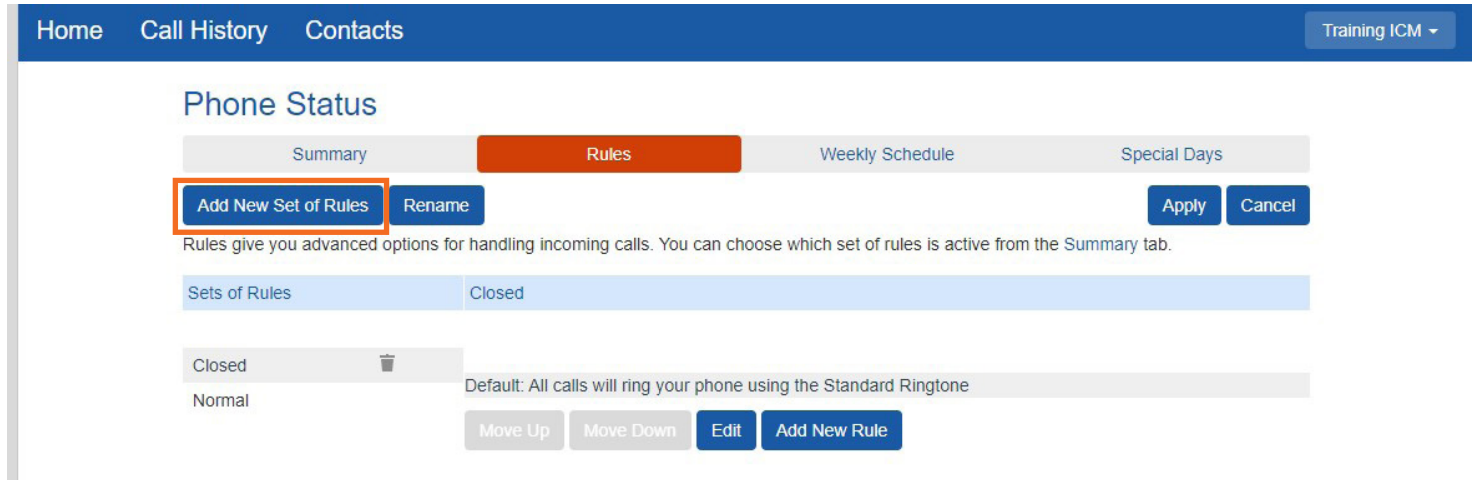 Home Call History Contacts Training ICM
Phone Status
Summary Rules Weekly Schedule Special Days
Add New Set of Rules Rename Apply Cancel
Rules give you advanced options for handling incoming calls. You can choose which set of rules is active from the Summary tab.
Sets of Rules Closed
Closed
Default: All calls will ring your phone using the Standard Ringtone
Normal
Move Up Move Down Edit Add New Rule